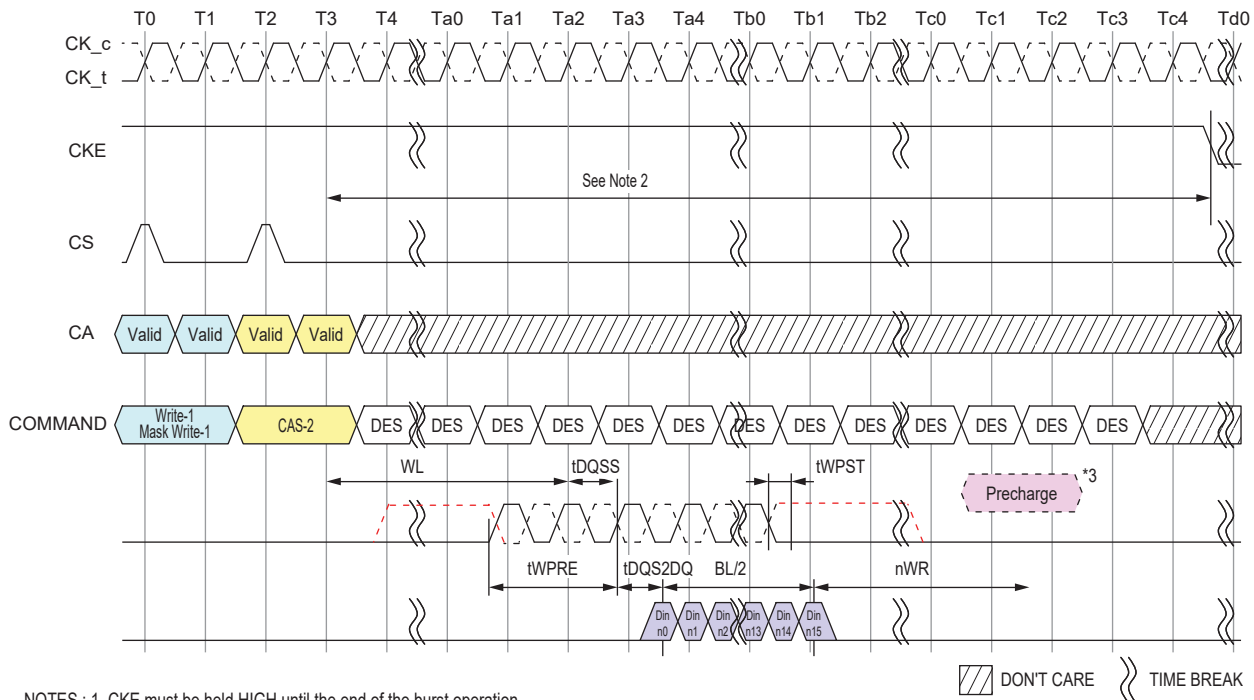 T0 T1 T2 T3 T4 Ta0 Ta1 Ta2 Ta3 Ta4 Tb0 Tb1 Tb2 Tc0 Tc1 Tc2 Tc3 Tc4 Td0
CK_c
CK_t
CKE
See Note 2
CS
CA Valid Valid Valid Valid
COMMAND Write-1 Mask Write-1 CAS-2 DES DES DES DES DES DES DES DES DES DES DES DES DES
WL tDQSS tWPST
Precharge *3
tWPRE tDQS2DQ BL/2 nWR
Din n0 Din n1 Din n2 Din n13 Din n14 Din n15
DON'T CARE TIME BREAK
NOTES : 1. CKE must be held HIGH until the end of the burst operation.